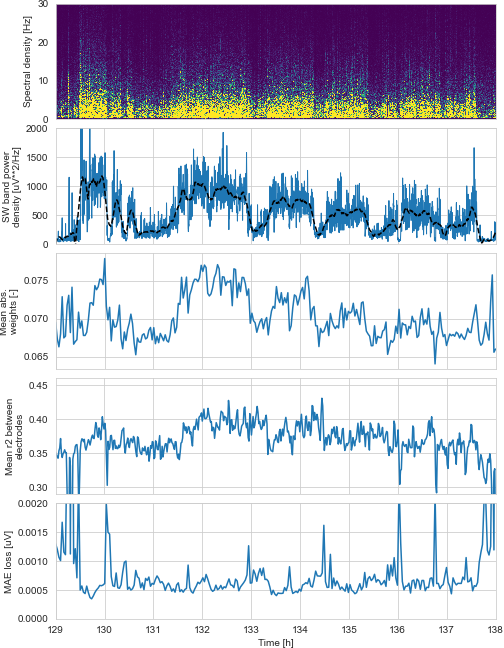 30
20
10
0
Spectral density [Hz]
2000
1500
1000
500
0
SW band power
density [uV**2/Hz]
0.075
0.070
0.065
Mean abs.
weights [-]
0.45
0.40
0.35
0.30
Mean r2 between
electrodes
0.0020
0.0015
0.0010
0.0005
0.0000
MAE loss [uV]
129 130 131 132 133 134 135 136 137 138
Time [h]